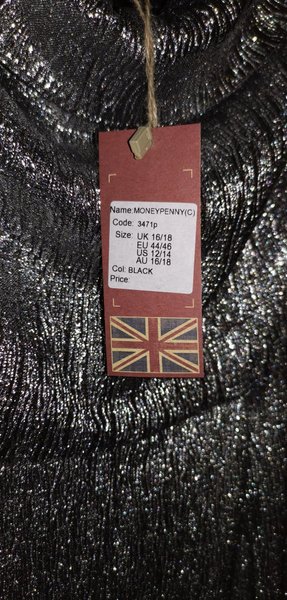 Name:MONEYPENNY(C)
Code: 3471p
Size: UK 16/18
EU 44/46
US 12/14
AU 16/18
Col: BLACK
Price: